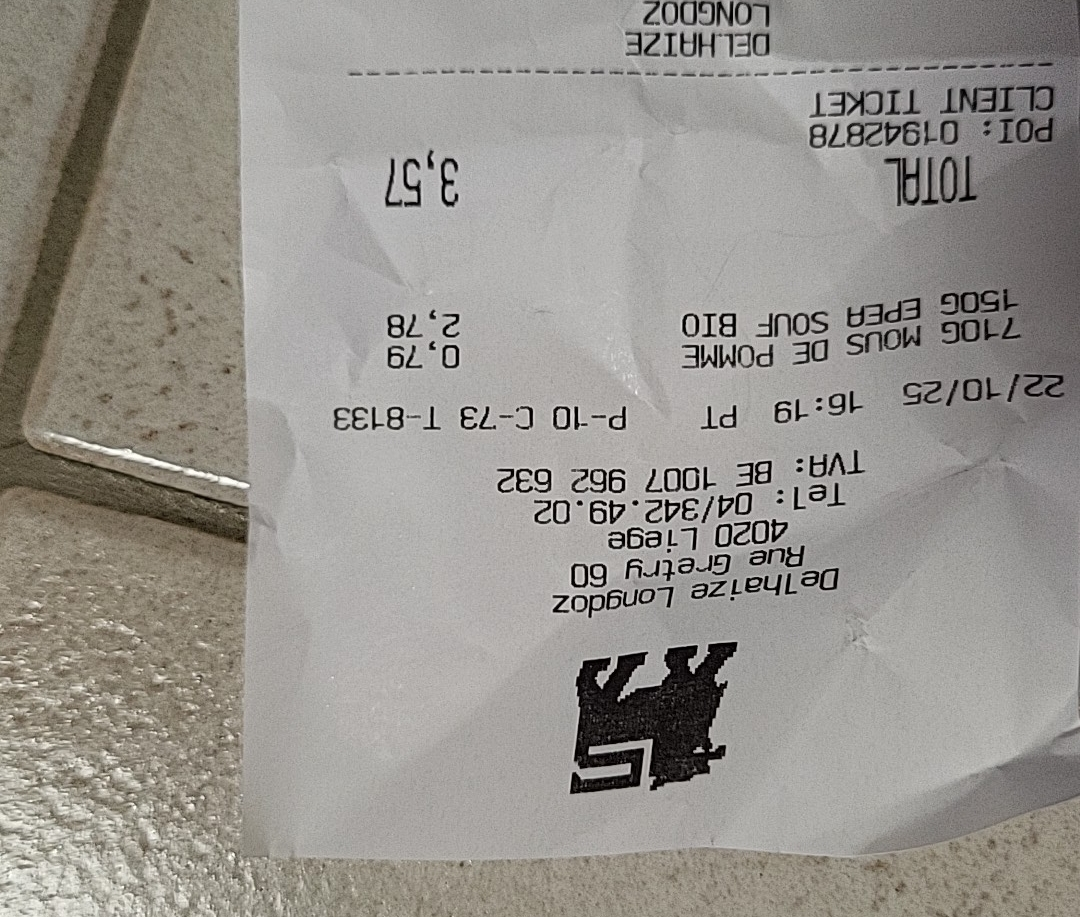 Delhaize Longdoz
Rue Gretry 60
4020 Liege
Tel: 04/342.49.02
TVA: BE 1007 962 632
22/10/25 16:19 PT P-10 C-73 T-8133
710G MOUS DE POMME 0,79
150G EPEA SOUF BIO 2,78
TOTAL 3,57
POI: 01942878
CLIENT TICKET
--------------------------------
DELHAIZE
LONGDOZ